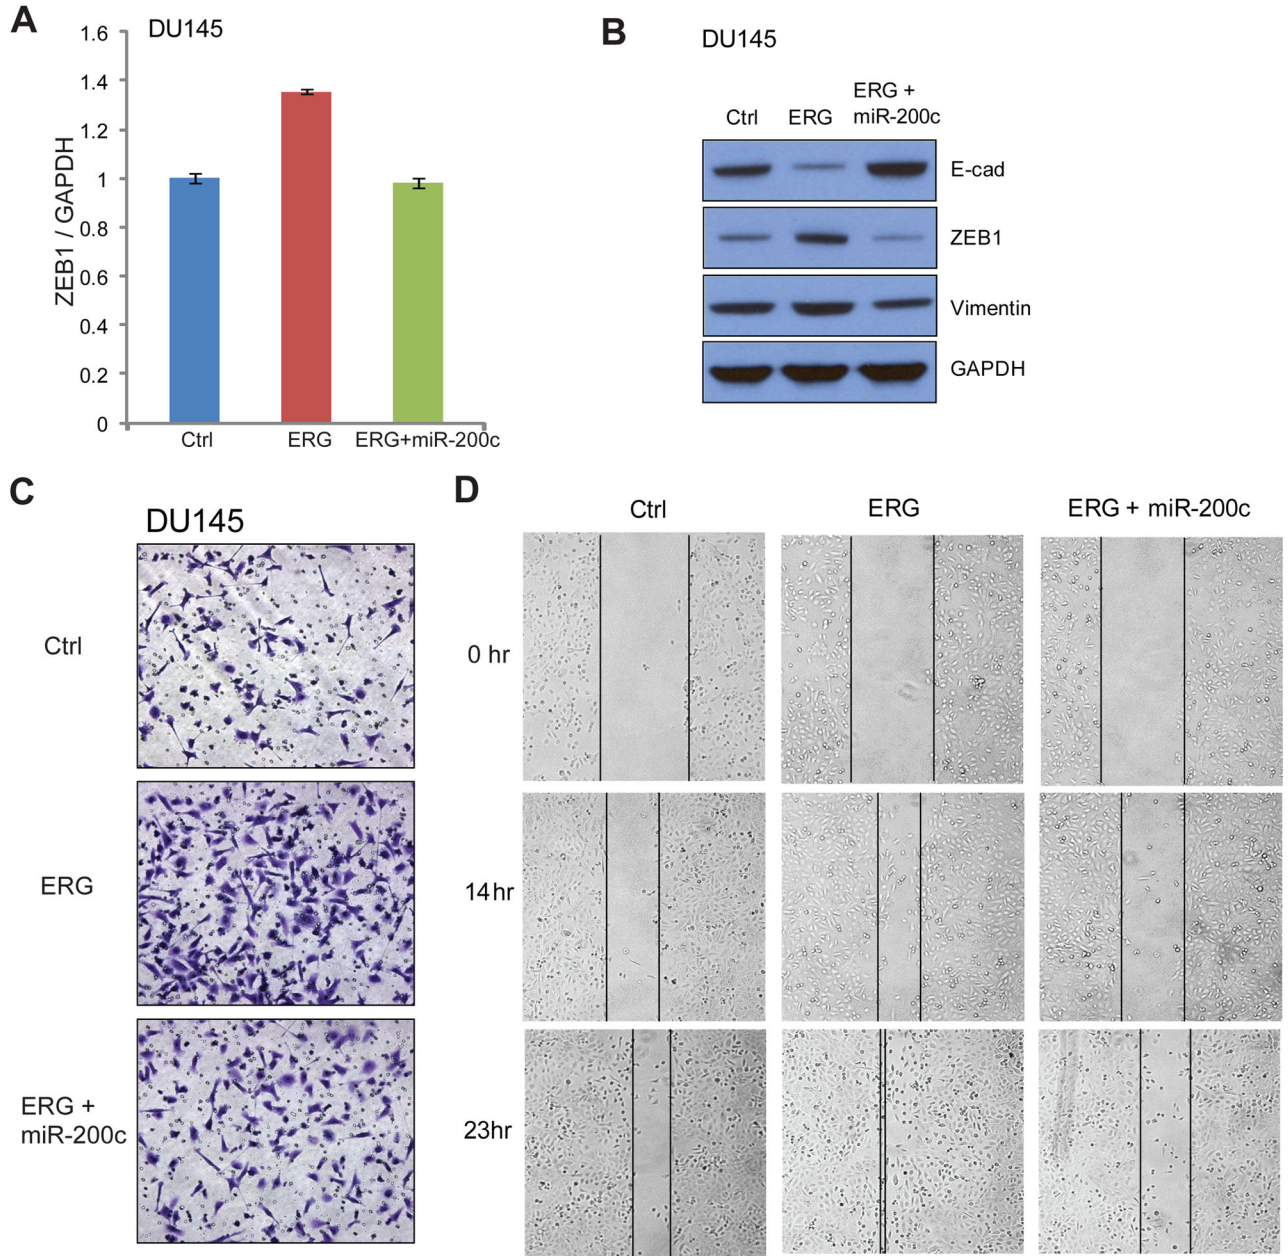 A
DU145
1.6
1.4
1.2
1
0.8
0.6
0.4
0.2
0
ZEB1 / GAPDH
Ctrl
ERG
ERG+miR-200c
B
DU145
Ctrl
ERG
ERG +
miR-200c
E-cad
ZEB1
Vimentin
GAPDH
C
DU145
Ctrl
ERG
ERG +
miR-200c
D
Ctrl
ERG
ERG + miR-200c
0 hr
14hr
23hr